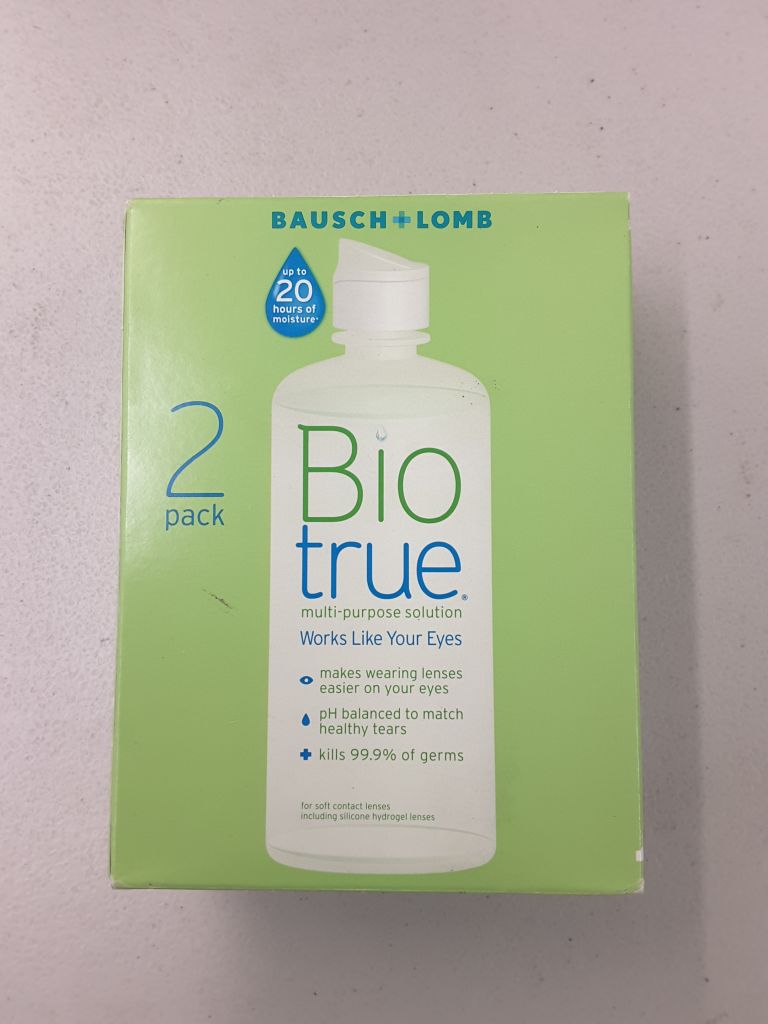 BAUSCH+LOMB
up to
20
hours of
moisture*
2
pack
Bio
true®
multi-purpose solution
Works Like Your Eyes
makes wearing lenses
easier on your eyes
pH balanced to match
healthy tears
kills 99.9% of germs
for soft contact lenses
including silicone hydrogel lenses